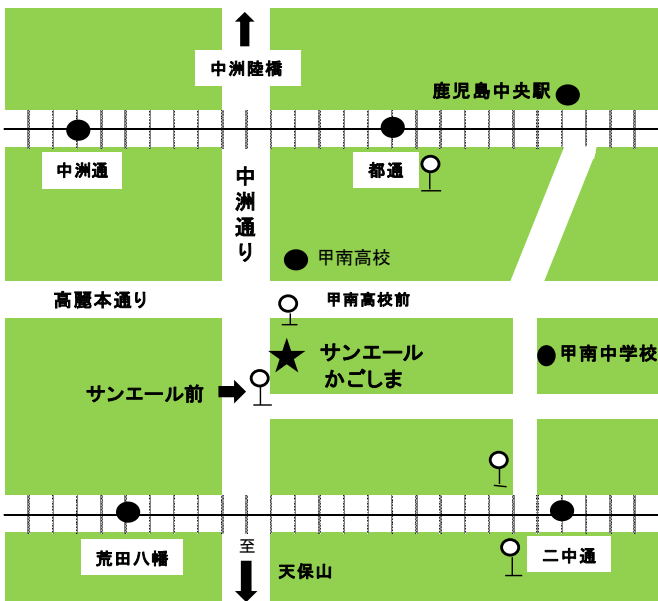 中洲陸橋
鹿児島中央駅
中洲通
都通
中洲通り
甲南高校
高麗本通り
甲南高校前
サンエール
かごしま
甲南中学校
サンエール前
荒田八幡
至
天保山
二中通